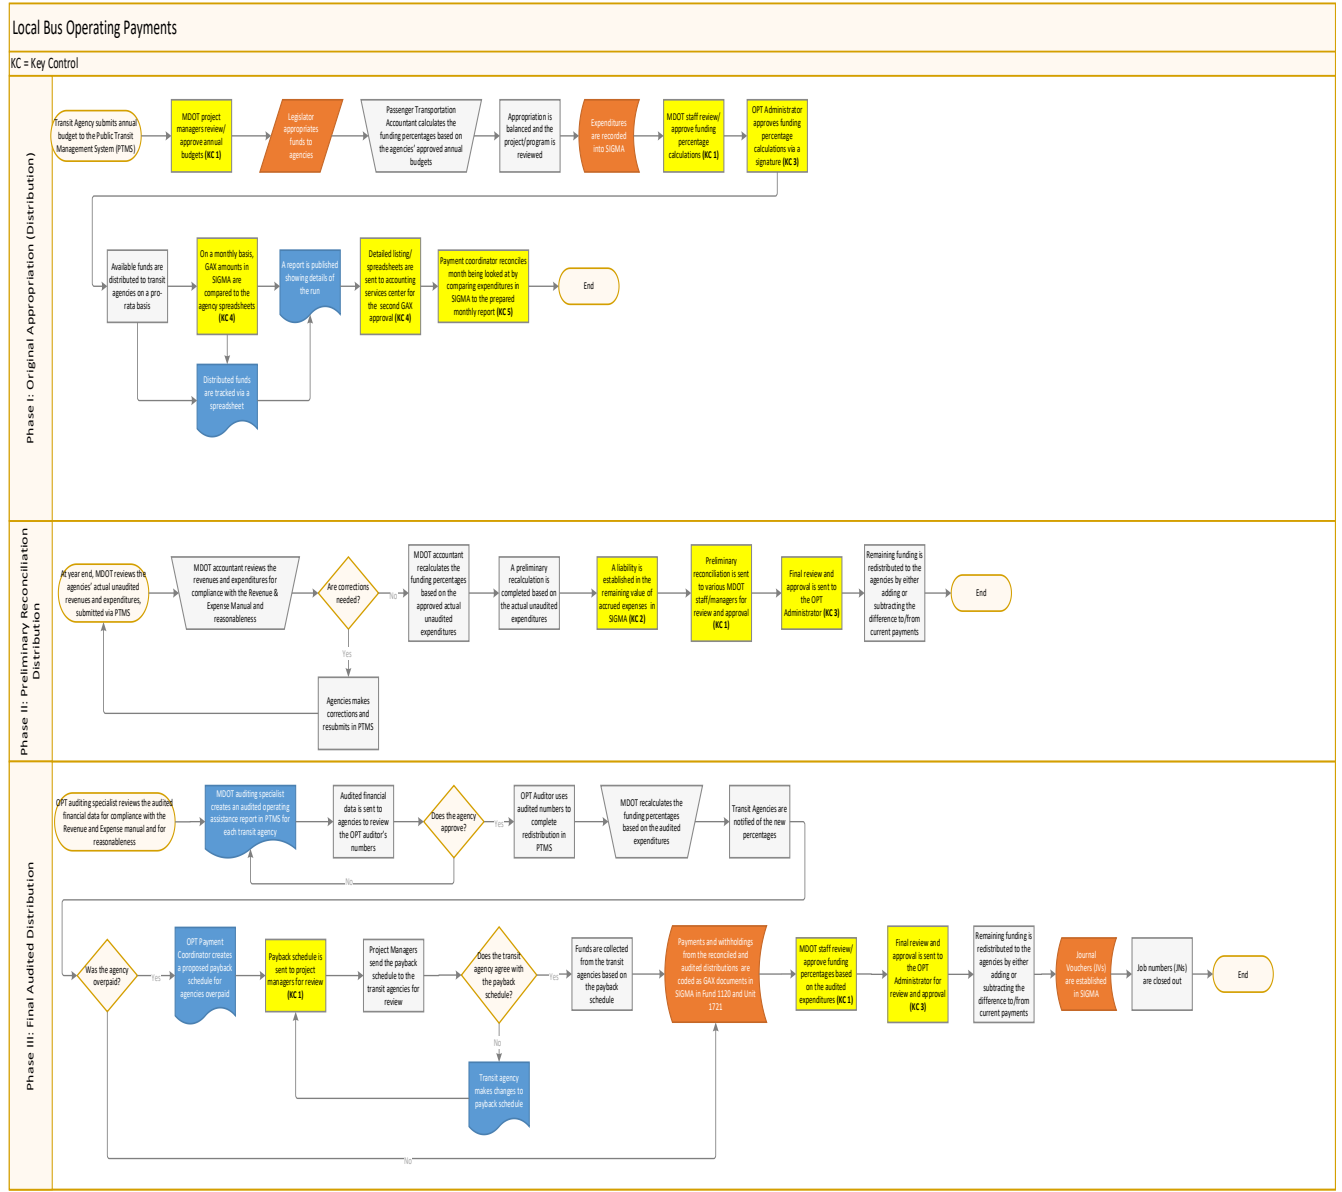 Local Bus Operating Payments
KC = Key Control
Phase I: Original Appropriation (Distribution)
Transit Agency submits annual
budget to the Public Transit
Management System (PTMS)
MDOT project
managers review/
approve annual
budgets (KC 1)
Legislator
appropriates
funds to
agencies
Passenger Transportation
Accountant calculates the
funding percentages based on
the agencies' approved annual
budgets
Appropriation is
balanced and the
project/program is
reviewed
Expenditures
are recorded
into SIGMA
MDOT staff review/
approve funding
percentage
calculations (KC 1)
OPT Administrator
approves funding
percentage
calculations via a
signature (KC 3)
Available funds are
distributed to transit
agencies on a pro-
rata basis
On a monthly basis,
GAX amounts in
SIGMA are
compared to the
agency spreadsheets
(KC 4)
A report is published
showing details of
the run
Detailed listing/
spreadsheets are
sent to accounting
services center for
the second GAX
approval (KC 4)
Payment coordinator reconciles
month being looked at by
comparing expenditures in
SIGMA to the prepared
monthly report (KC 5)
End
Distributed funds
are tracked via a
spreadsheet
Phase II: Preliminary Reconciliation
Distribution
At year end, MDOT reviews the
agencies' actual unaudited
revenues and expenditures,
submitted via PTMS
MDOT accountant reviews the
revenues and expenditures for
compliance with the Revenue &
Expense Manual and
reasonableness
Are corrections
needed?
No
Yes
Agencies makes
corrections and
resubmits in PTMS
MDOT accountant
recalculates the
funding percentages
based on the
approved actual
unaudited
expenditures
A preliminary
recalculation is
completed based on
the actual unaudited
expenditures
A liability is
established in the
remaining value of
accrued expenses in
SIGMA (KC 2)
Preliminary
reconciliation is sent
to various MDOT
staff/managers for
review and approval
(KC 1)
Final review and
approval is sent to
the OPT
Administrator (KC 3)
Remaining funding is
redistributed to the
agencies by either
adding or
subtracting the
difference to/from
current payments
End
Phase III: Final Audited Distribution
OPT auditing specialist reviews the audited
financial data for compliance with the
Revenue and Expense manual and for
reasonableness
MDOT auditing specialist
creates an audited operating
assistance report in PTMS for
each transit agency
Audited financial
data is sent to
agencies to review
the OPT auditor's
numbers
Does the agency
approve?
Yes
No
OPT Auditor uses
audited numbers to
complete
redistribution in
PTMS
MDOT recalculates the
funding percentages
based on the audited
expenditures
Transit Agencies are
notified of the new
percentages
Was the agency
overpaid?
Yes
No
OPT Payment
Coordinator creates
a proposed payback
schedule for
agencies overpaid
Payback schedule is
sent to project
managers for review
(KC 1)
Project Managers
send the payback
schedule to the
transit agencies for
review
Does the transit
agency agree with
the payback
schedule?
Yes
No
Transit agency
makes changes to
payback schedule
Funds are collected
from the transit
agencies based on
the payback
schedule
Payments and withholdings
from the reconciled and
audited distributions are
coded as GAX documents in
SIGMA in Fund 1120 and Unit
1721
MDOT staff review/
approve funding
percentages based
on the audited
expenditures (KC 1)
Final review and
approval is sent to
the OPT
Administrator for
review and approval
(KC 3)
Remaining funding is
redistributed to the
agencies by either
adding or
subtracting the
difference to/from
current payments
Journal
Vouchers (JVs)
are established
in SIGMA
Job numbers (JNs)
are closed out
End